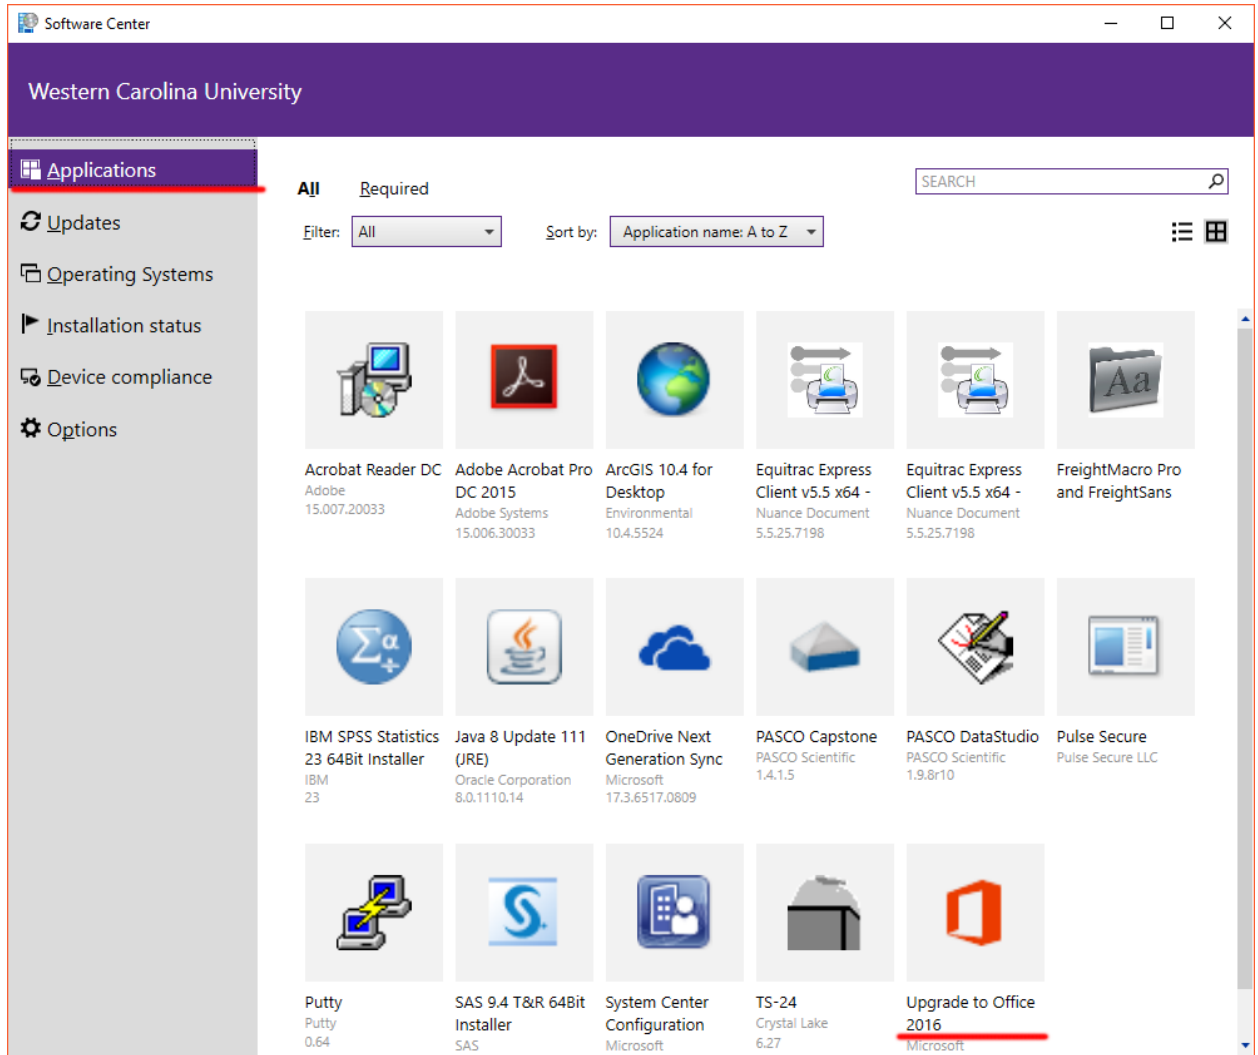 Software Center
Western Carolina University
Applications
Updates
Operating Systems
Installation status
Device compliance
Options
All Required
SEARCH
Filter: All Sort by: Application name: A to Z
Acrobat Reader DC
Adobe
15.007.20033
Adobe Acrobat Pro
DC 2015
Adobe Systems
15.006.30033
ArcGIS 10.4 for
Desktop
Environmental
10.4.5524
Equitrac Express
Client v5.5 x64 -
Nuance Document
5.5.25.7198
Equitrac Express
Client v5.5 x64 -
Nuance Document
5.5.25.7198
Aa
FreightMacro Pro
and FreightSans
Σα
IBM SPSS Statistics
23 64Bit Installer
IBM
23
Java 8 Update 111
(JRE)
Oracle Corporation
8.0.1110.14
OneDrive Next
Generation Sync
Microsoft
17.3.6517.0809
PASCO Capstone
PASCO Scientific
1.4.1.5
PASCO DataStudio
PASCO Scientific
1.9.8r10
Pulse Secure
Pulse Secure LLC
Putty
Putty
0.64
SAS 9.4 T&R 64Bit
Installer
SAS
System Center
Configuration
Microsoft
TS-24
Crystal Lake
6.27
Upgrade to Office
2016
Microsoft